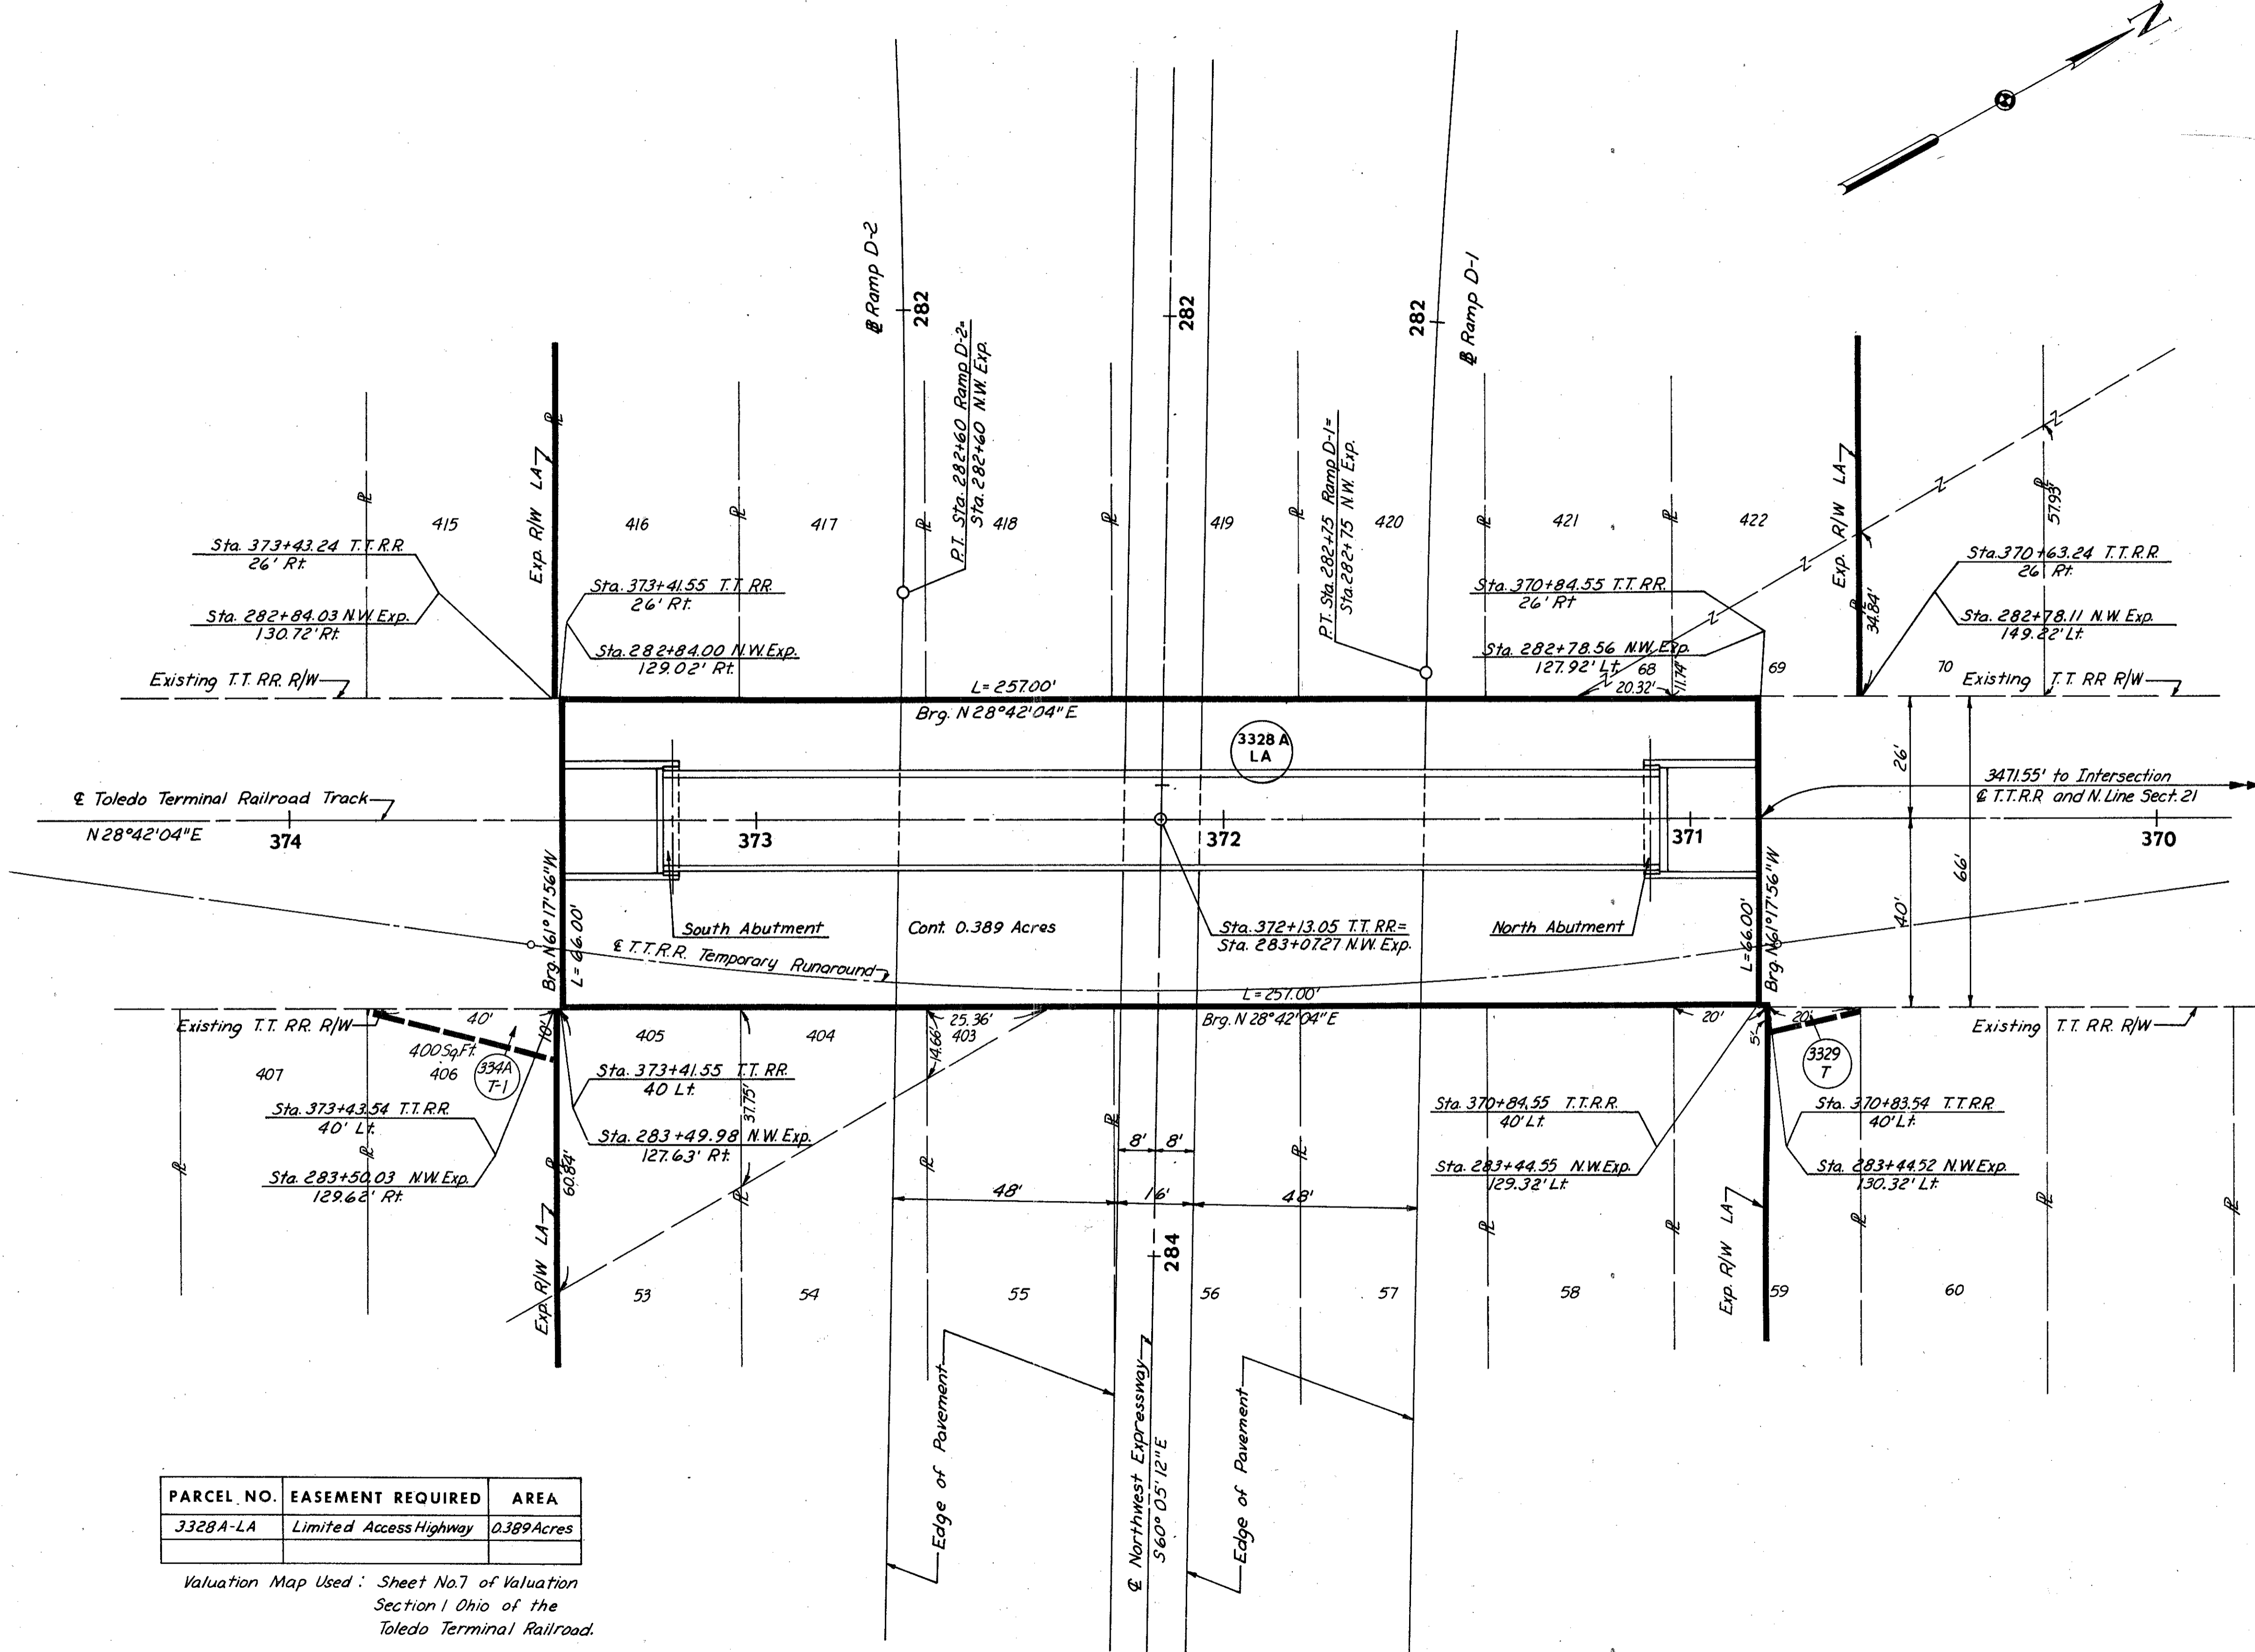 N
℄ Ramp D-2
282
P.T. Sta. 282+60 Ramp D-2=
Sta. 282+60 N.W. Exp.
282
282
℄ Ramp D-1
P.T. Sta. 282+75 Ramp D-1=
Sta. 282+75 N.W. Exp.
Exp. R/W LA
Exp. R/W LA
415
416
417
418
419
420
421
422
57.93'
34.84'
Sta. 373+43.24 T.T.R.R.
26' Rt.
Sta. 282+84.03 N.W. Exp.
130.72' Rt.
Sta. 373+41.55 T.T. RR.
26' Rt.
Sta. 282+84.00 N.W. Exp.
129.02' Rt.
Sta. 370+84.55 T.T. RR.
26' Rt
Sta. 282+78.56 N.W. Exp.
127.92' Lt.
Sta. 370+63.24 T.T.R.R.
26' Rt.
Sta. 282+78.11 N.W. Exp.
149.22' Lt.
68
69
70
20.32'
11.74'
Existing T.T. RR. R/W
Existing T.T. RR R/W
L= 257.00'
Brg. N 28°42'04" E
3328 A
LA
26'
3471.55' to Intersection
℄ T.T.R.R and N. Line Sect. 21
℄ Toledo Terminal Railroad Track
N 28°42'04" E
374
373
372
371
370
66'
40'
Brg. N 61°17'56" W
L= 66.00'
South Abutment
Cont. 0.389 Acres
Sta. 372+13.05 T.T. RR=
Sta. 283+07.27 N.W. Exp.
North Abutment
L=66.00'
Brg. N 61°17'56" W
℄ T.T.R.R. Temporary Runaround
L= 257.00'
Brg. N 28°42'04" E
Existing T.T. RR. R/W
40'
10'
400 Sq.Ft.
334A
T-1
407
406
405
404
403
25.36'
14.66'
37.75'
60.84'
20'
20'
5'
3329
T
Existing T.T. RR. R/W
Sta. 373+43.54 T.T.R.R.
40' Lt.
Sta. 283+50.03 N.W. Exp.
129.62' Rt.
Sta. 373+41.55 T.T. RR.
40 Lt.
Sta. 283+49.98 N.W. Exp.
127.63' Rt.
Sta. 370+84.55 T.T.R.R.
40' Lt.
Sta. 283+44.55 N.W. Exp.
129.32' Lt.
Sta. 370+83.54 T.T.R.R.
40' Lt.
Sta. 283+44.52 N.W. Exp.
130.32' Lt.
8'
8'
48'
16'
48'
284
Exp. R/W LA
Exp. R/W LA
53
54
55
56
57
58
59
60
Edge of Pavement
℄ Northwest Expressway
S 60° 05' 12" E
Edge of Pavement
PARCEL NO. EASEMENT REQUIRED AREA
3328A-LA Limited Access Highway 0.389 Acres
Valuation Map Used : Sheet No. 7 of Valuation
Section 1 Ohio of the
Toledo Terminal Railroad.